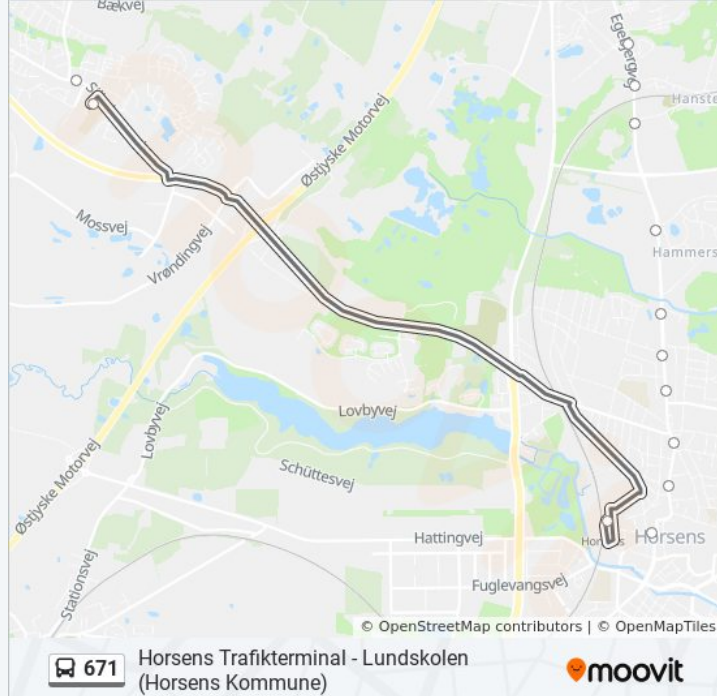 Bækvej
Egebjergvej
Hanste
Østjyske Motorvej
Mossvej
Vrøndingvej
Hammers
Lovbyvej
Lovbyvej
Schüttesvej
Østjyske Motorvej
Hattingvej
Horsens
Stationsvej
Fuglevangsvej
© OpenStreetMap contributors | © OpenMapTiles
671
Horsens Trafikterminal - Lundskolen
(Horsens Kommune)
moovit